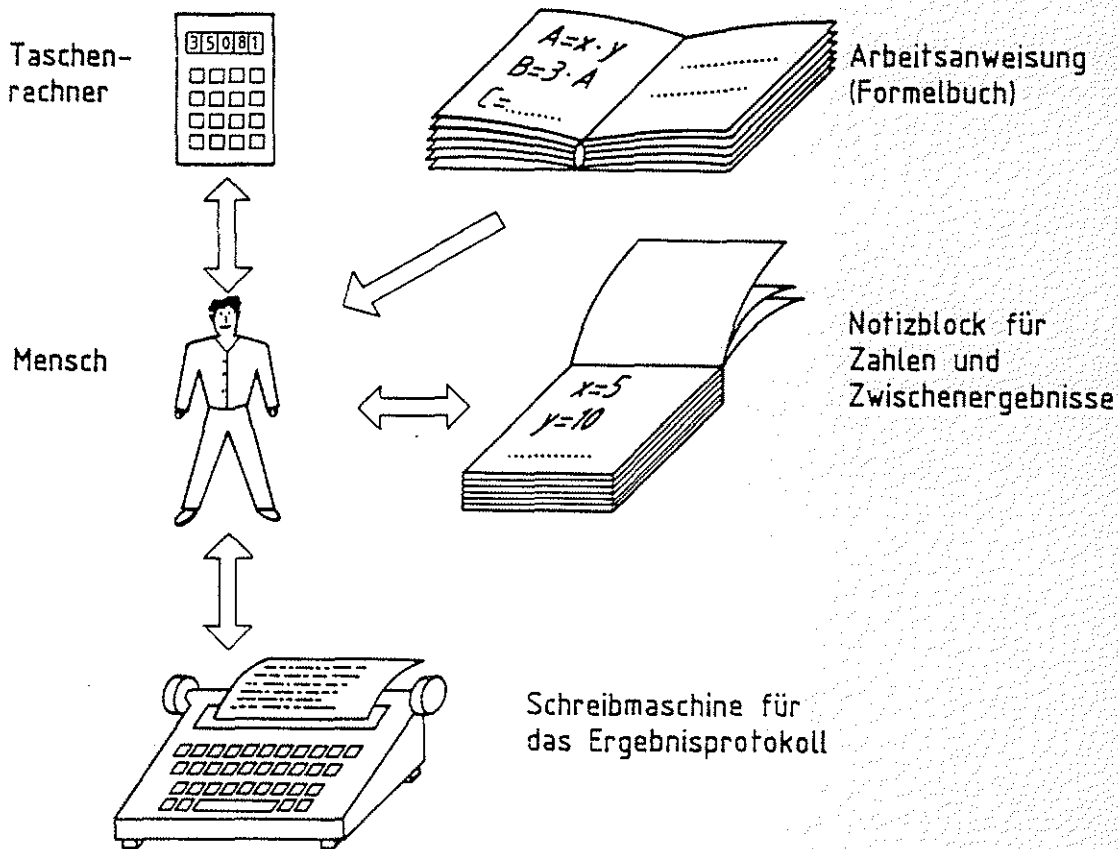 Taschen-
rechner
35081
A=x·y
B=3·A
C=........
................
................
Arbeitsanweisung
(Formelbuch)
Mensch
x=5
y=10
.............
Notizblock für
Zahlen und
Zwischenergebnisse
Schreibmaschine für
das Ergebnisprotokoll